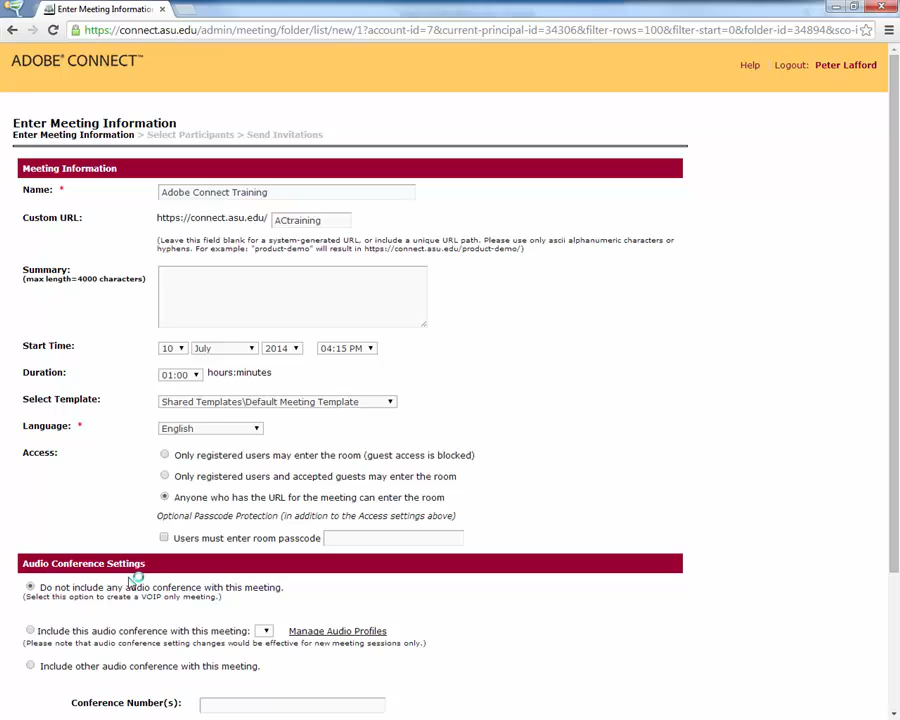 Enter Meeting Information
https://connect.asu.edu/admin/meeting/folder/list/new/1?account-id=7&current-principal-id=34306&filter-rows=100&filter-start=0&folder-id=34894&sco-i
ADOBE® CONNECT™
Help Logout: Peter Lafford
Enter Meeting Information
Enter Meeting Information > Select Participants > Send Invitations
Meeting Information
Name: * Adobe Connect Training
Custom URL: https://connect.asu.edu/ ACtraining
(Leave this field blank for a system-generated URL, or include a unique URL path. Please use only ascii alphanumeric characters or
hyphens. For example: "product-demo" will result in https://connect.asu.edu/product-demo/)
Summary:
(max length=4000 characters)
Start Time: 10 July 2014 04:15 PM
Duration: 01:00 hours:minutes
Select Template: Shared Templates\Default Meeting Template
Language: * English
Access: Only registered users may enter the room (guest access is blocked)
Only registered users and accepted guests may enter the room
Anyone who has the URL for the meeting can enter the room
Optional Passcode Protection (in addition to the Access settings above)
Users must enter room passcode
Audio Conference Settings
Do not include any audio conference with this meeting.
(Select this option to create a VOIP only meeting.)
Include this audio conference with this meeting: Manage Audio Profiles
(Please note that audio conference setting changes would be effective for new meeting sessions only.)
Include other audio conference with this meeting.
Conference Number(s):